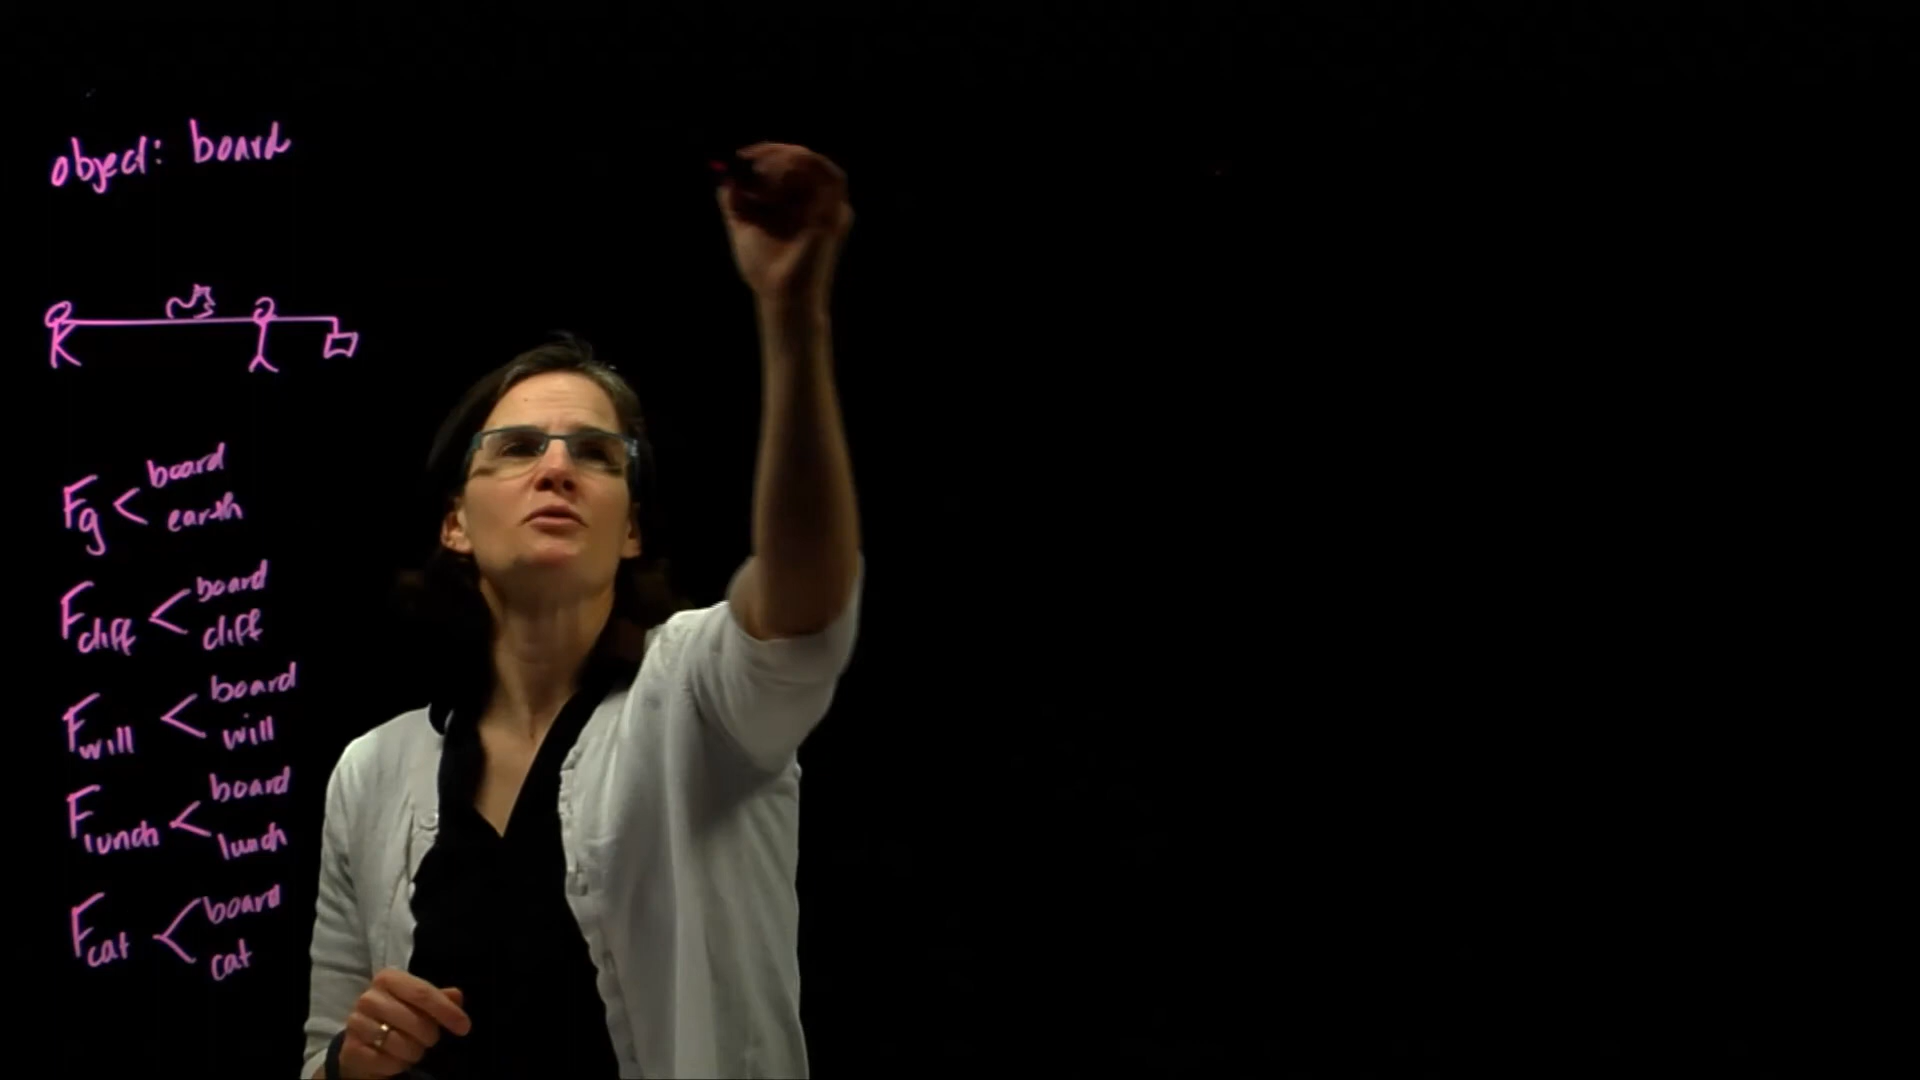 object: board
Fg < board
earth
Fcliff < board
cliff
Fwill < board
will
Flunch < board
lunch
Fcat < board
cat